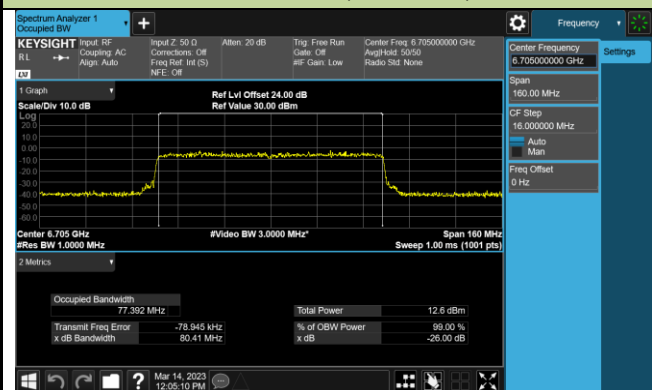 Spectrum Analyzer 1
Occupied BW
Frequency
KEYSIGHT
RL
Input: RF
Coupling: AC
Align: Auto
Input Z: 50 Ω
Corrections: Off
Freq Ref: Int (S)
NFE: Off
Atten: 20 dB
Trig: Free Run
Gate: Off
#IF Gain: Low
Center Freq: 6.705000000 GHz
Avg|Hold: 50/50
Radio Std: None
Center Frequency
6.705000000 GHz
Settings
Span
160.00 MHz
CF Step
16.000000 MHz
Auto
Man
Freq Offset
0 Hz
1 Graph
Scale/Div 10.0 dB
Ref Lvl Offset 24.00 dB
Ref Value 30.00 dBm
Log
20.0
10.0
0.00
-10.0
-20.0
-30.0
-40.0
-50.0
-60.0
Center 6.705 GHz
#Video BW 3.0000 MHz*
Span 160 MHz
#Res BW 1.0000 MHz
Sweep 1.00 ms (1001 pts)
2 Metrics
Occupied Bandwidth
77.392 MHz
Total Power 12.6 dBm
Transmit Freq Error -78.945 kHz
% of OBW Power 99.00 %
x dB Bandwidth 80.41 MHz
x dB -26.00 dB
?
Mar 14, 2023
12:05:10 PM